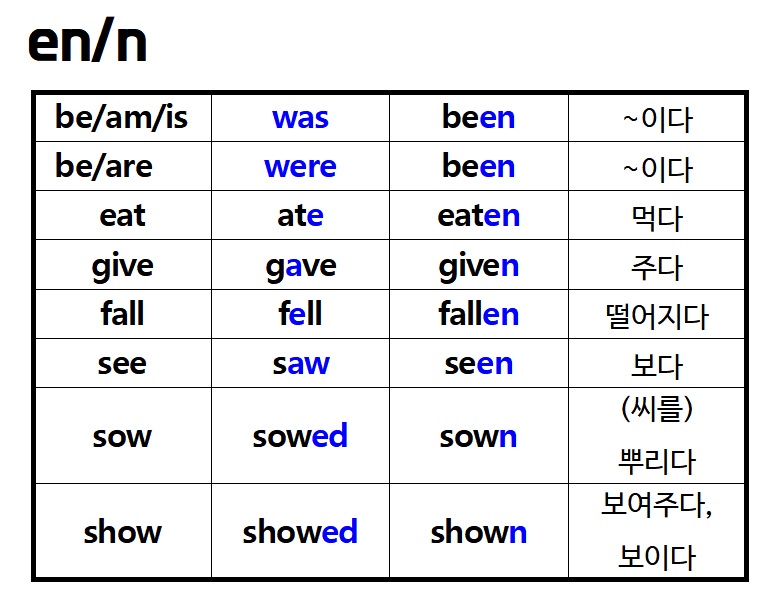 en/n
be/am/is was been ~이다
be/are were been ~이다
eat ate eaten 먹다
give gave given 주다
fall fell fallen 떨어지다
see saw seen 보다
sow sowed sown (씨를)
뿌리다
show showed shown 보여주다,
보이다